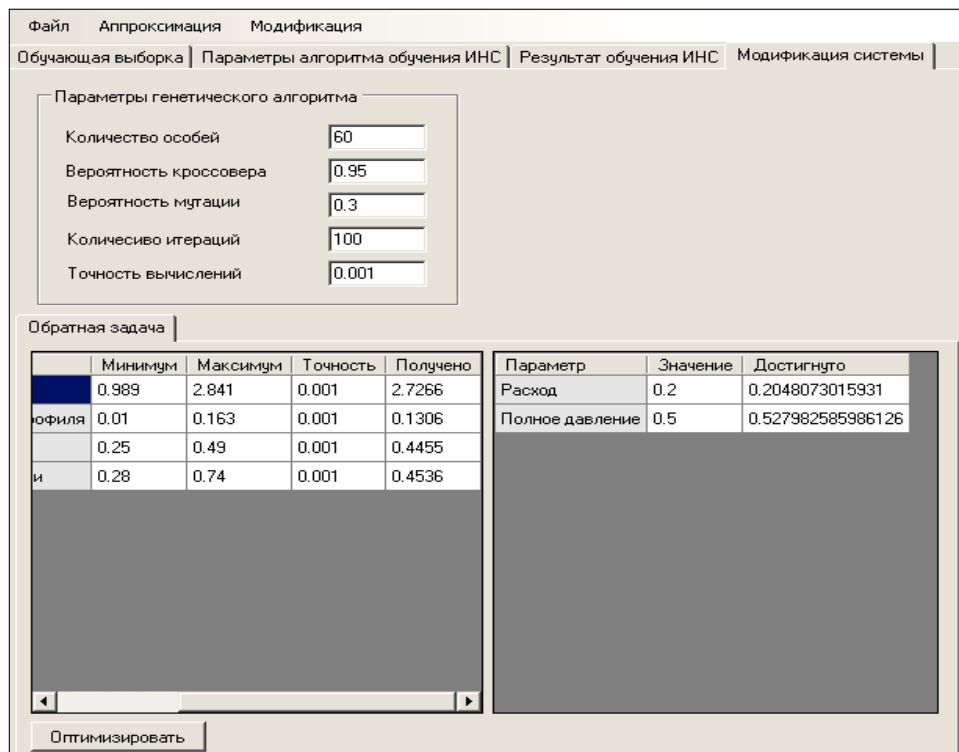 Файл Аппроксимация Модификация
Обучающая выборка Параметры алгоритма обучения ИНС Результат обучения ИНС Модификация системы
Параметры генетического алгоритма
Количество особей 60
Вероятность кроссовера 0.95
Вероятность мутации 0.3
Количесиво итераций 100
Точность вычислений 0.001
Обратная задача
Минимум Максимум Точность Получено Параметр Значение Достигнуто
0.989 2.841 0.001 2.7266 Расход 0.2 0.2048073015931
офиля 0.01 0.163 0.001 0.1306 Полное давление 0.5 0.527982585986126
0.25 0.49 0.001 0.4455
и 0.28 0.74 0.001 0.4536
Оптимизировать